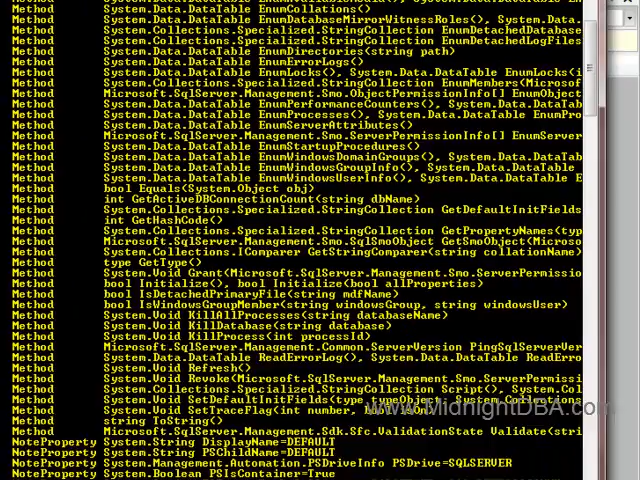 Method System.Data.DataTable EnumCollations()
Method System.Data.DataTable EnumDatabaseMirrorWitnessRoles(), System.Data.
Method System.Collections.Specialized.StringCollection EnumDetachedDatabase
Method System.Collections.Specialized.StringCollection EnumDetachedLogFiles
Method System.Data.DataTable EnumDirectories(string path)
Method System.Data.DataTable EnumErrorLogs()
Method System.Data.DataTable EnumLocks(), System.Data.DataTable EnumLocks(i
Method System.Collections.Specialized.StringCollection EnumMembers(Microsof
Method Microsoft.SqlServer.Management.Smo.ObjectPermissionInfo[] EnumObject
Method System.Data.DataTable EnumPerformanceCounters(), System.Data.DataTab
Method System.Data.DataTable EnumProcesses(), System.Data.DataTable EnumPro
Method System.Data.DataTable EnumServerAttributes()
Method Microsoft.SqlServer.Management.Smo.ServerPermissionInfo[] EnumServer
Method System.Data.DataTable EnumStartupProcedures()
Method System.Data.DataTable EnumWindowsDomainGroups(), System.Data.DataTab
Method System.Data.DataTable EnumWindowsGroupInfo(), System.Data.DataTable
Method System.Data.DataTable EnumWindowsUserInfo(), System.Data.DataTable E
Method bool Equals(System.Object obj)
Method int GetActiveDBConnectionCount(string dbName)
Method System.Collections.Specialized.StringCollection GetDefaultInitFields
Method int GetHashCode()
Method System.Collections.Specialized.StringCollection GetPropertyNames(typ
Method Microsoft.SqlServer.Management.Smo.SqlSmoObject GetSmoObject(Microso
Method System.Collections.IComparer GetStringComparer(string collationName)
Method type GetType()
Method System.Void Grant(Microsoft.SqlServer.Management.Smo.ServerPermissio
Method bool Initialize(), bool Initialize(bool allProperties)
Method bool IsDetachedPrimaryFile(string mdfName)
Method bool IsWindowsGroupMember(string windowsGroup, string windowsUser)
Method System.Void KillAllProcesses(string databaseName)
Method System.Void KillDatabase(string database)
Method System.Void KillProcess(int processId)
Method Microsoft.SqlServer.Management.Common.ServerVersion PingSqlServerVer
Method System.Data.DataTable ReadErrorLog(), System.Data.DataTable ReadErro
Method System.Void Refresh()
Method System.Void Revoke(Microsoft.SqlServer.Management.Smo.ServerPermissi
Method System.Collections.Specialized.StringCollection Script(), System.Col
Method System.Void SetDefaultInitFields(type typeObject, System.Collections
Method System.Void SetTraceFlag(int number, bool isOn)
Method string ToString()
Method Microsoft.SqlServer.Management.Sdk.Sfc.ValidationState Validate(stri
NoteProperty System.String DisplayName=DEFAULT
NoteProperty System.String PSChildName=DEFAULT
NoteProperty System.Management.Automation.PSDriveInfo PSDrive=SQLSERVER
NoteProperty System.Boolean PSIsContainer=True
www.MidnightDBA.com